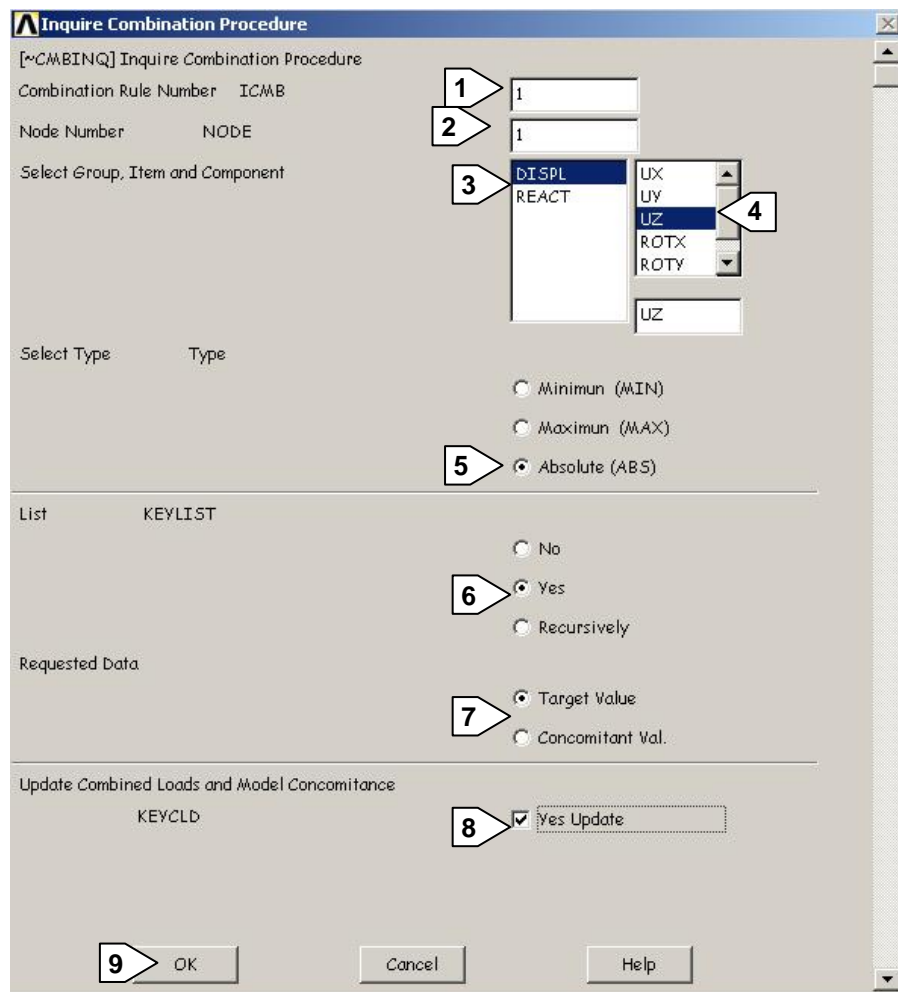 Inquire Combination Procedure
[~CMBINQ] Inquire Combination Procedure
Combination Rule Number ICMB 1 1
Node Number NODE 2 1
Select Group, Item and Component
3 DISPL
REACT
UX
UY
UZ 4
ROTX
ROTY
UZ
Select Type Type
Minimun (MIN)
Maximun (MAX)
5 Absolute (ABS)
List KEYLIST
No
6 Yes
Recursively
Requested Data
Target Value
7
Concomitant Val.
Update Combined Loads and Model Concomitance
KEYCLD 8 Yes Update
9 OK Cancel Help